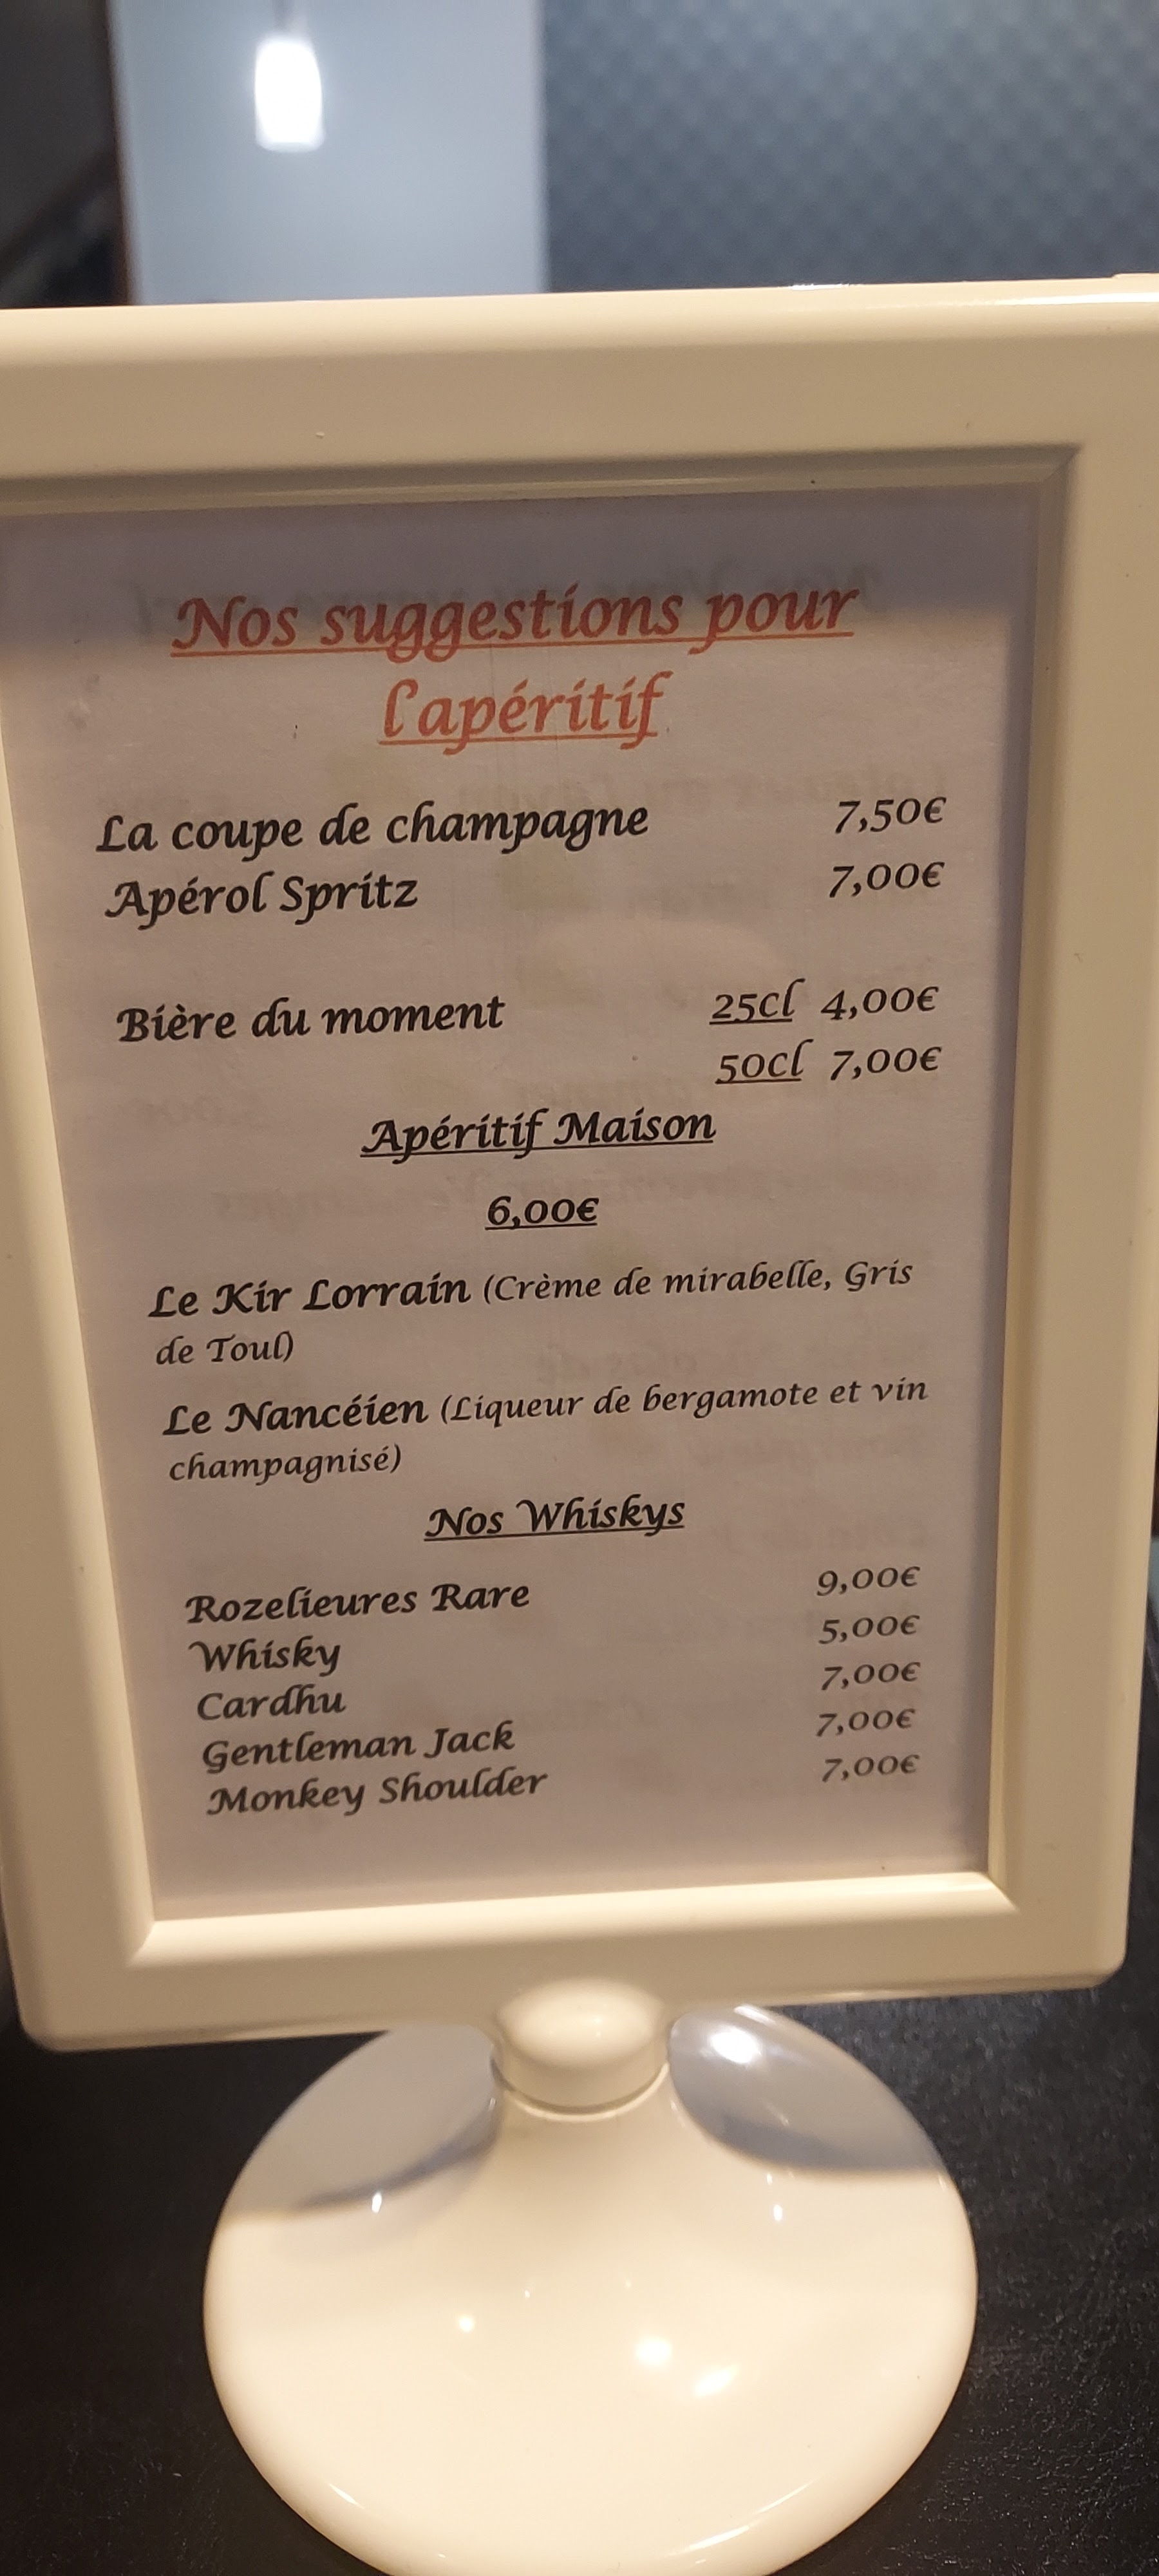 Nos suggestions pour
l'apéritif
La coupe de champagne 7,50€
Apérol Spritz 7,00€
Bière du moment 25cl 4,00€
50cl 7,00€
Apéritif Maison
6,00€
Le Kir Lorrain (Crème de mirabelle, Gris
de Toul)
Le Nancéien (Liqueur de bergamote et vin
champagnisé)
Nos Whiskys
Rozelieures Rare 9,00€
Whisky 5,00€
Cardhu 7,00€
Gentleman Jack 7,00€
Monkey Shoulder 7,00€